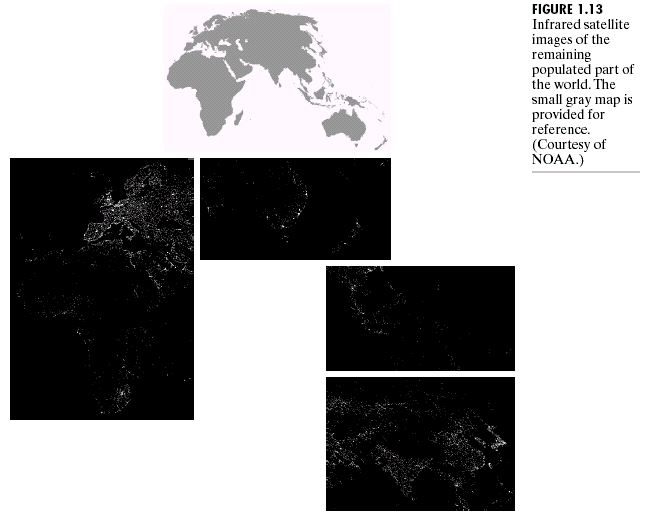 FIGURE 1.13
Infrared satellite
images of the
remaining
populated part of
the world. The
small gray map is
provided for
reference.
(Courtesy of
NOAA.)